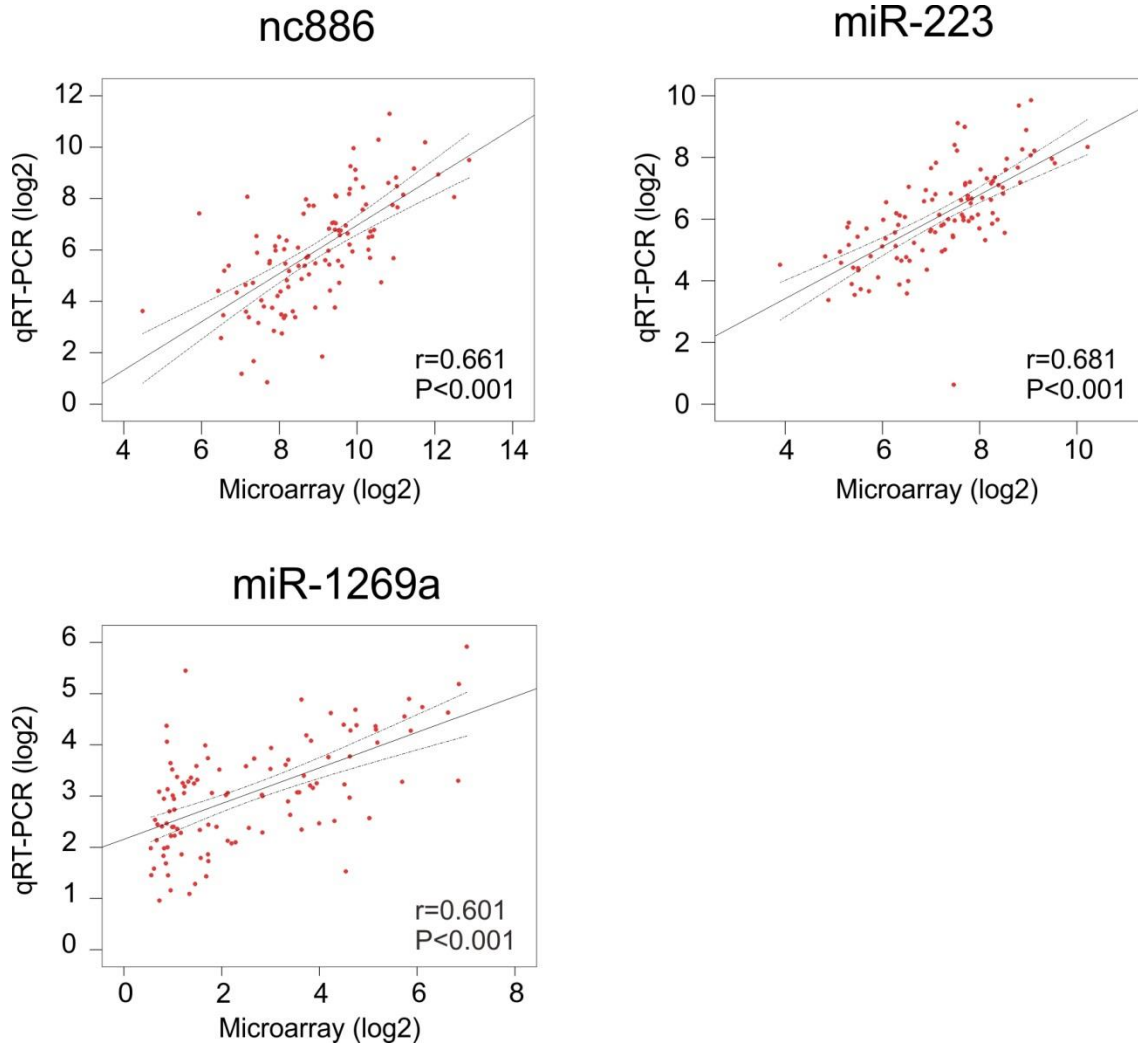 nc886
12
10
8
6
4
2
0
qRT-PCR (log2)
r=0.661
P<0.001
4 6 8 10 12 14
Microarray (log2)
miR-223
10
8
6
4
2
0
qRT-PCR (log2)
r=0.681
P<0.001
4 6 8 10
Microarray (log2)
miR-1269a
6
5
4
3
2
1
0
qRT-PCR (log2)
r=0.601
P<0.001
0 2 4 6 8
Microarray (log2)